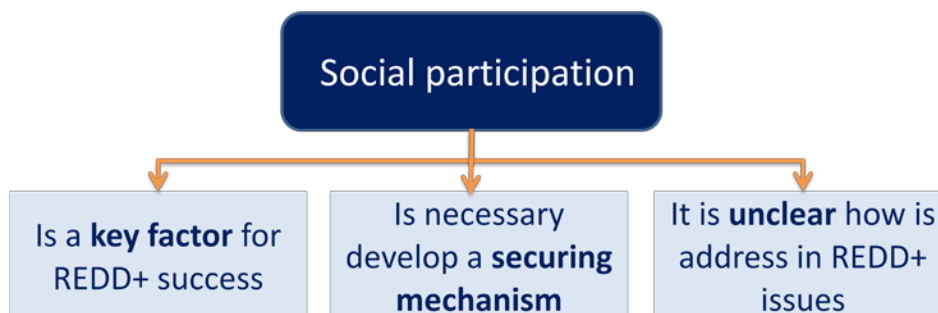 Social participation
Is a key factor for
REDD+ success
Is necessary
develop a securing
mechanism
It is unclear how is
address in REDD+
issues